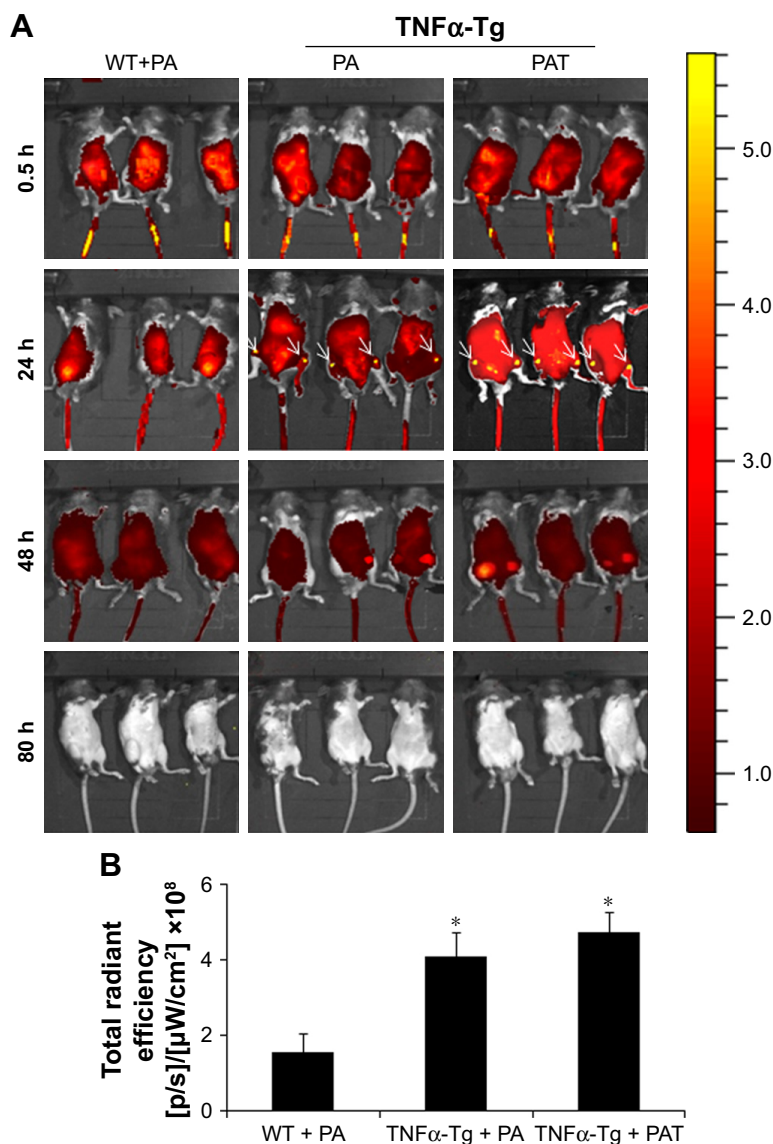 A
TNFα-Tg
WT+PA
PA
PAT
0.5 h
24 h
48 h
80 h
5.0
4.0
3.0
2.0
1.0
B
Total radiant
efficiency
[p/s]/[µW/cm²] ×10⁸
6
4
2
0
*
*
WT + PA
TNFα-Tg + PA
TNFα-Tg + PAT